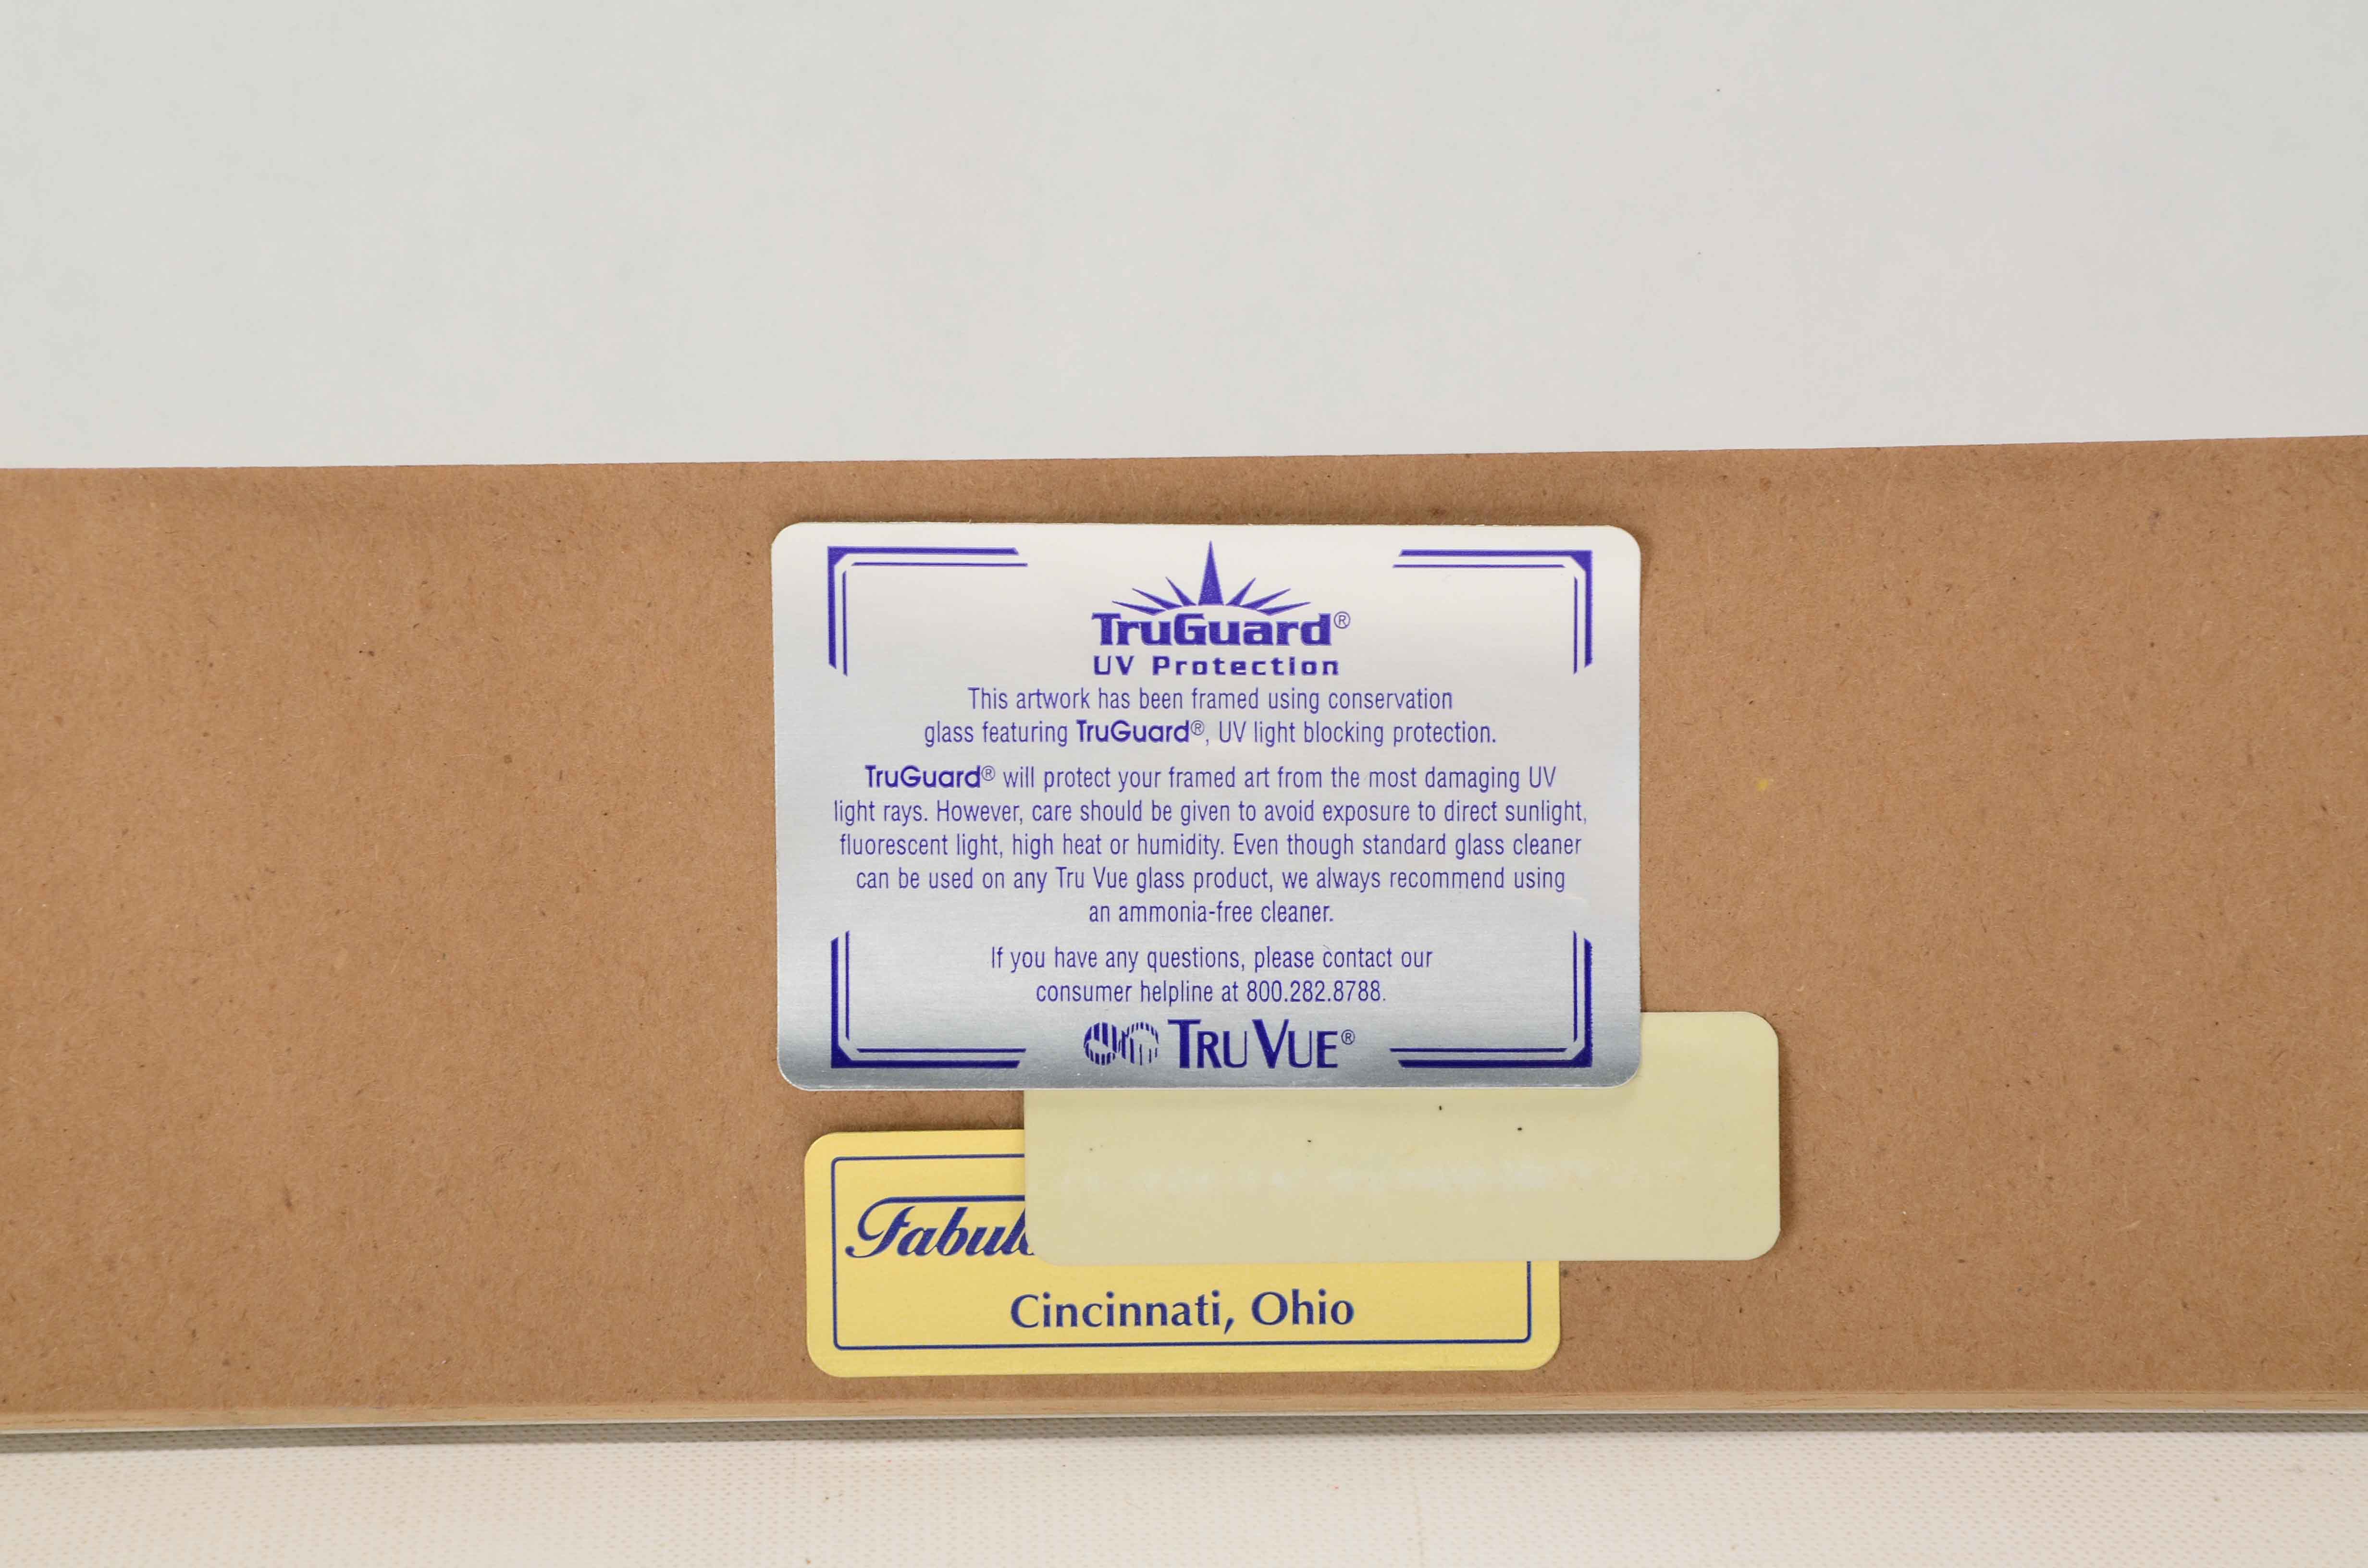 TruGuard®
UV Protection
This artwork has been framed using conservation
glass featuring TruGuard®, UV light blocking protection.
TruGuard® will protect your framed art from the most damaging UV
light rays. However, care should be given to avoid exposure to direct sunlight,
fluorescent light, high heat or humidity. Even though standard glass cleaner
can be used on any Tru Vue glass product, we always recommend using
an ammonia-free cleaner.
If you have any questions, please contact our
consumer helpline at 800.282.8788.
TRU VUE®
Cincinnati, Ohio